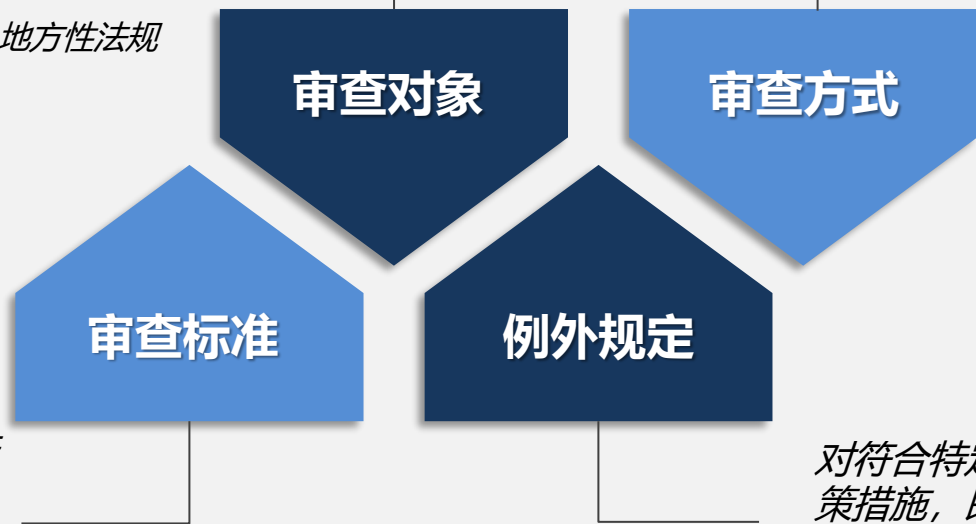 地方性法规
审查对象
审查方式
审查标准
例外规定
对符合特
策措施，